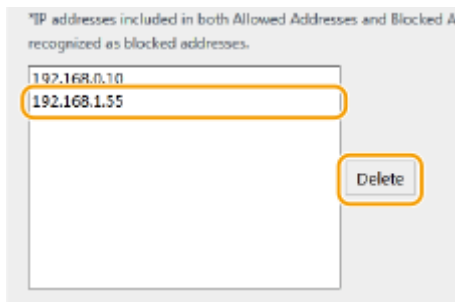 *IP addresses included in both Allowed Addresses and Blocked A
recognized as blocked addresses.
192.168.0.10
192.168.1.55
Delete